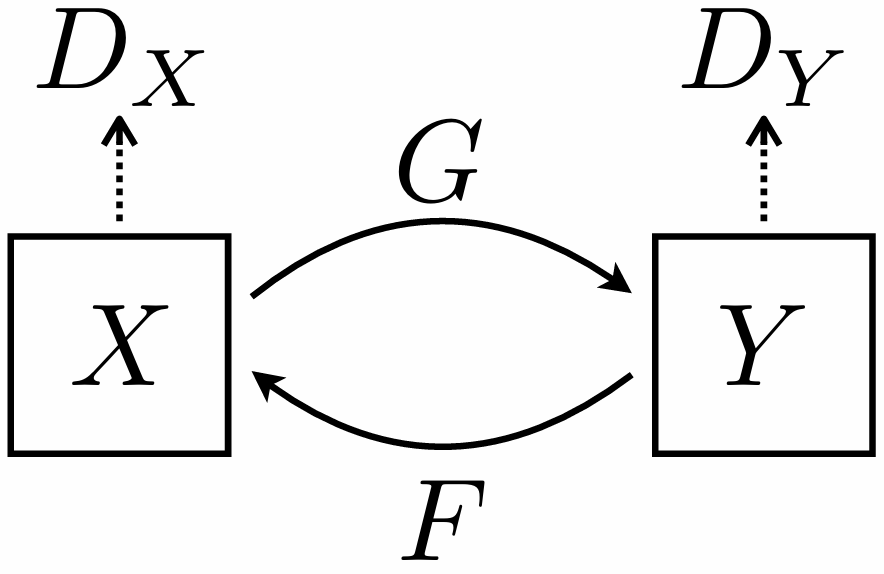 D_X D_Y
G
X Y
F